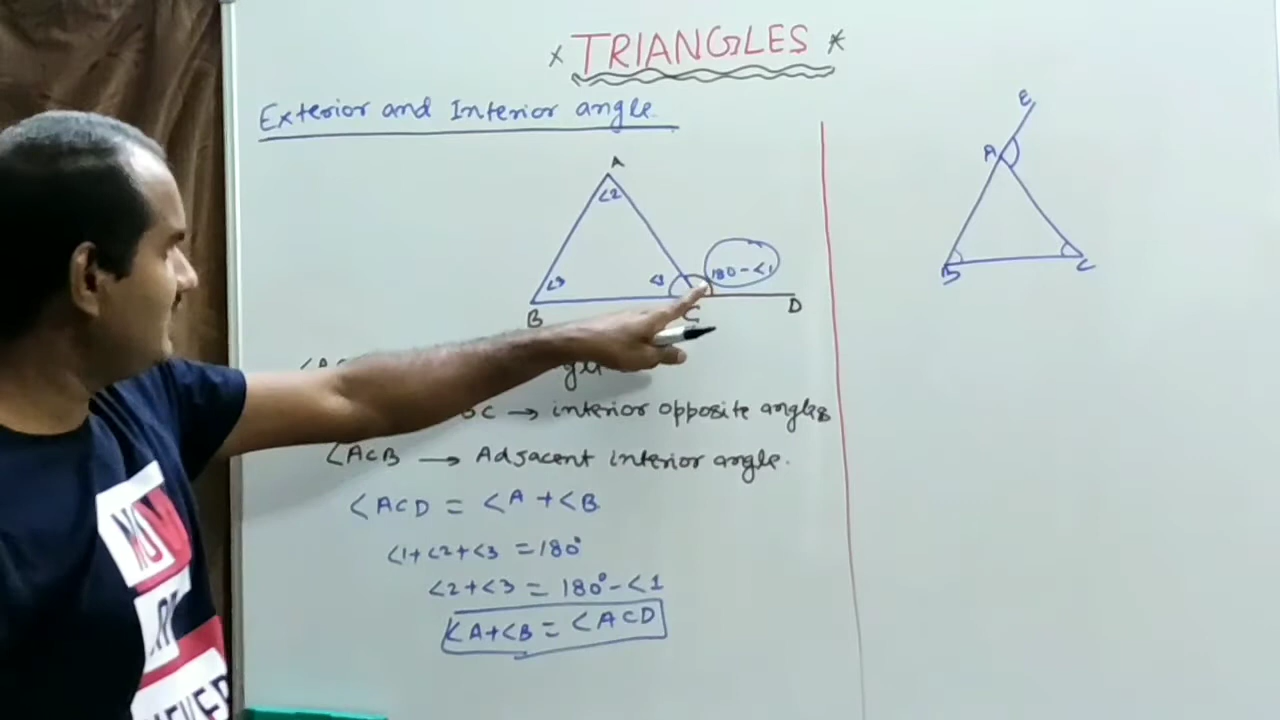 * TRIANGLES *
Exterior and Interior angle.
A
<2
<3
<1
180-<1
B
C
D
→ interior opposite angles
<ACB → Adjacent interior angle.
<ACD = <A + <B
<1+<2+<3 = 180°
<2+<3 = 180°-<1
<A+<B = <ACD
E
A
B
C